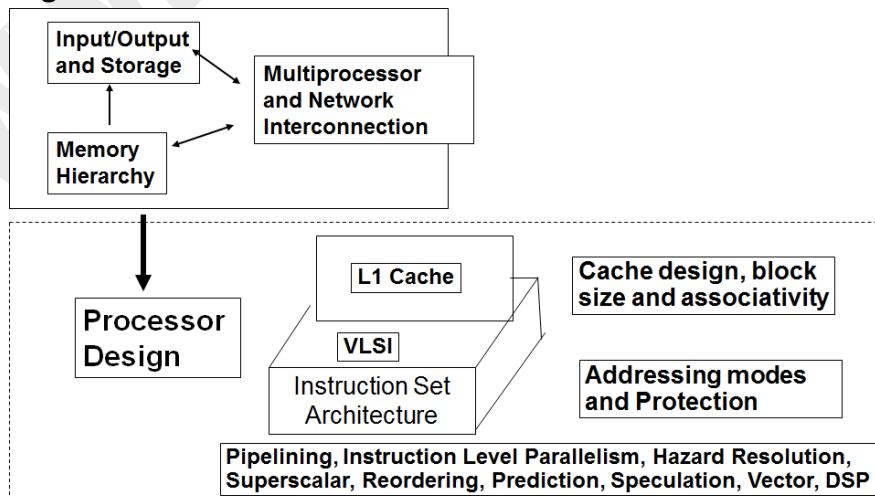 Input/Output
and Storage
Multiprocessor
and Network
Interconnection
Memory
Hierarchy
L1 Cache
Cache design, block
size and associativity
Processor
Design
VLSI
Instruction Set
Architecture
Addressing modes
and Protection
Pipelining, Instruction Level Parallelism, Hazard Resolution,
Superscalar, Reordering, Prediction, Speculation, Vector, DSP